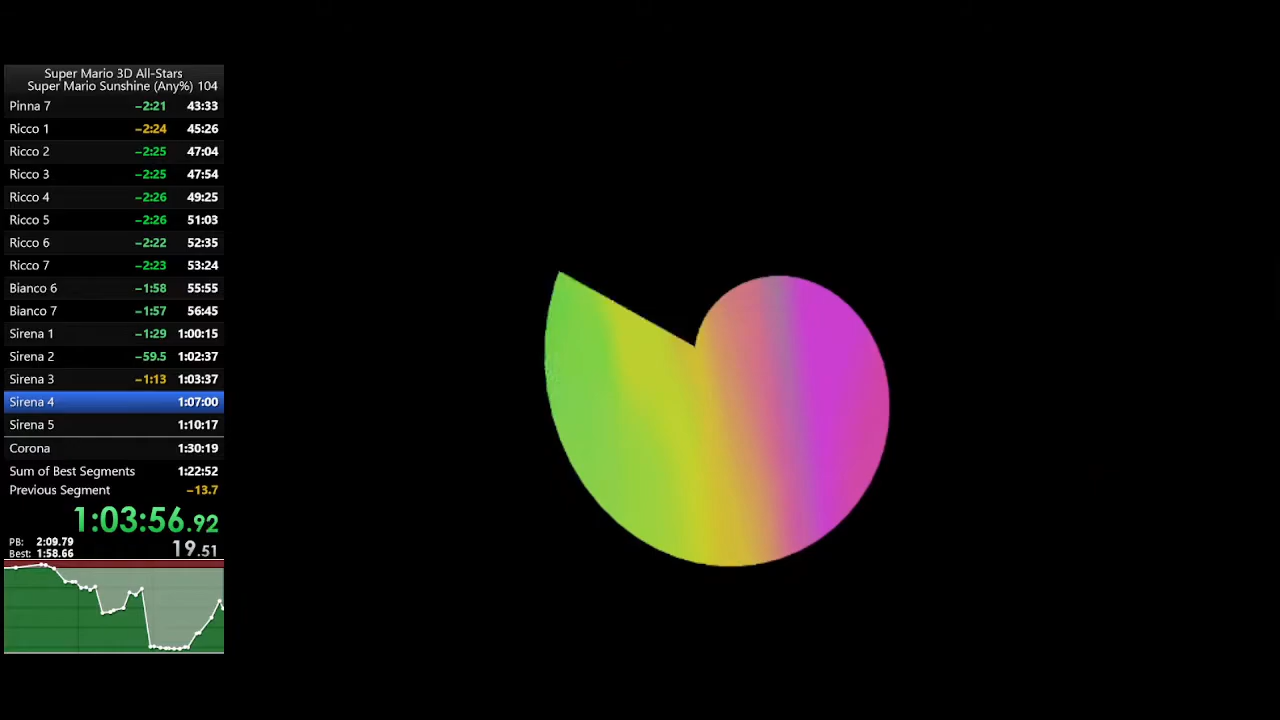 Super Mario 3D All-Stars
Super Mario Sunshine (Any%) 104
Pinna 7 −2:21 43:33
Ricco 1 −2:24 45:26
Ricco 2 −2:25 47:04
Ricco 3 −2:25 47:54
Ricco 4 −2:26 49:25
Ricco 5 −2:26 51:03
Ricco 6 −2:22 52:35
Ricco 7 −2:23 53:24
Bianco 6 −1:58 55:55
Bianco 7 −1:57 56:45
Sirena 1 −1:29 1:00:15
Sirena 2 −59.5 1:02:37
Sirena 3 −1:13 1:03:37
Sirena 4 1:07:00
Sirena 5 1:10:17
Corona 1:30:19
Sum of Best Segments 1:22:52
Previous Segment −13.7
1:03:56.92
PB: 2:09.79
Best: 1:58.66
19.51